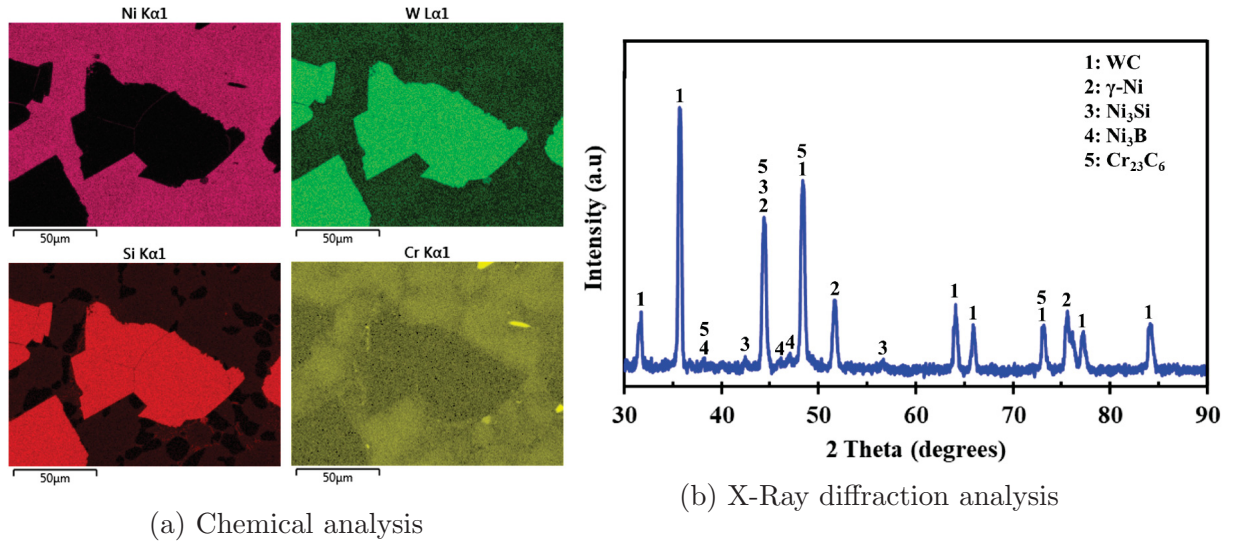 Ni Kα1
W Lα1
50µm
50µm
Si Kα1
Cr Kα1
50µm
50µm
(a) Chemical analysis
Intensity (a.u)
1: WC
2: γ-Ni
3: Ni₃Si
4: Ni₃B
5: Cr₂₃C₆
1
1
5
4
3
5
3
2
4
4
5
1
2
3
1
1
5
1
2
1
1
30 40 50 60 70 80 90
2 Theta (degrees)
(b) X-Ray diffraction analysis